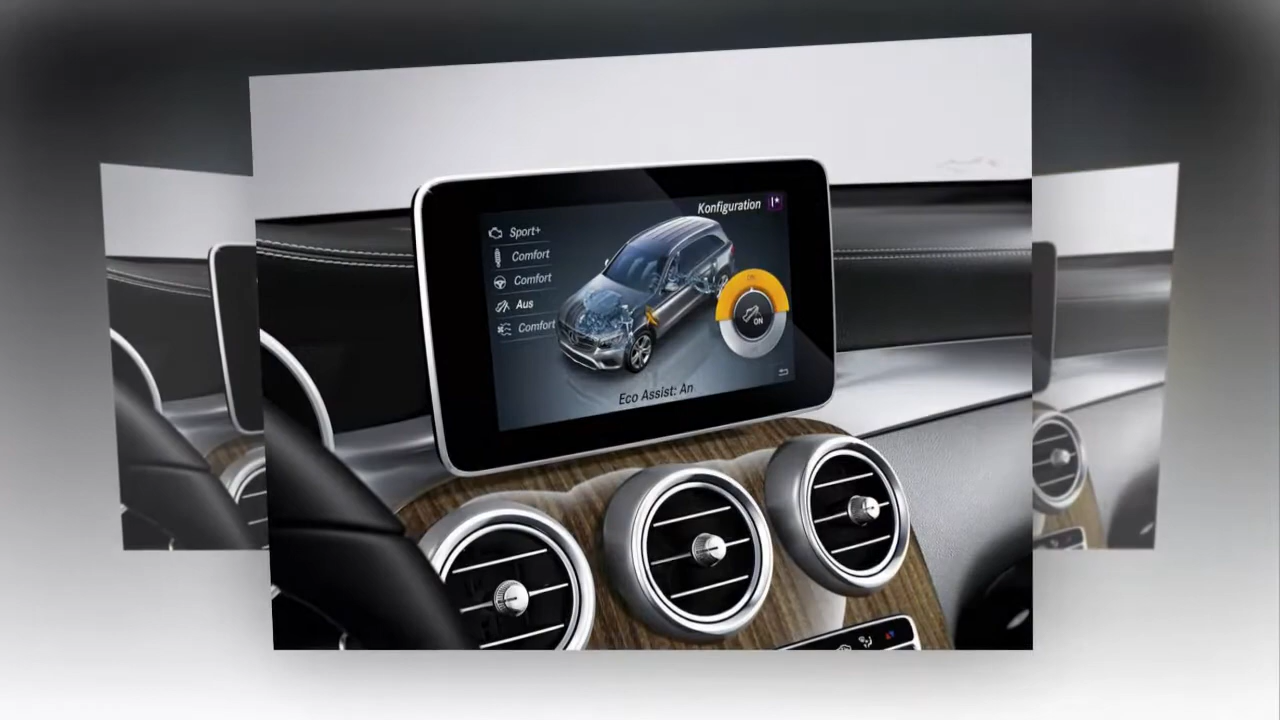 Konfiguration
Sport+
Comfort
Comfort
Aus
Comfort
ON
Eco Assist: An